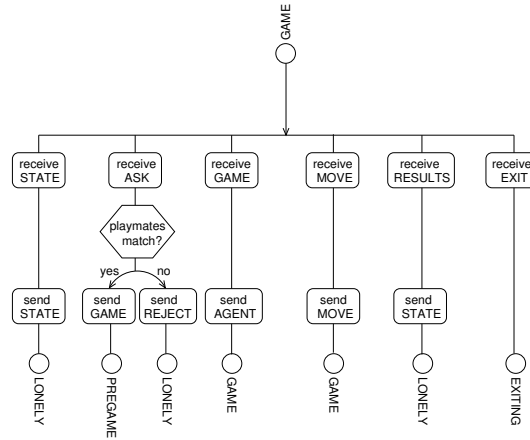 GAME
receive
STATE
receive
ASK
receive
GAME
receive
MOVE
receive
RESULTS
receive
EXIT
playmates
match?
yes
no
send
STATE
send
GAME
send
REJECT
send
AGENT
send
MOVE
send
STATE
LONELY
PREGAME
LONELY
GAME
GAME
LONELY
EXITING